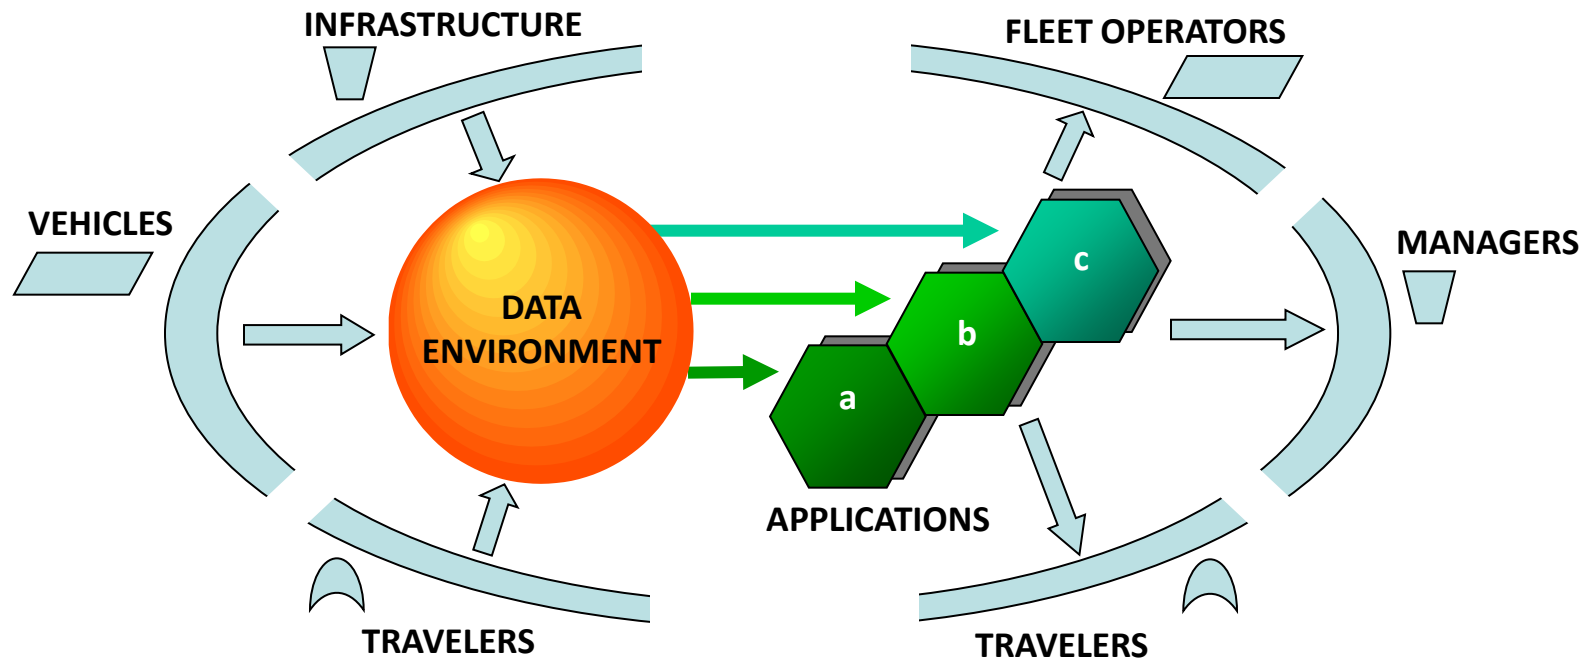 INFRASTRUCTURE
FLEET OPERATORS
VEHICLES
MANAGERS
DATA
ENVIRONMENT
c
b
a
APPLICATIONS
TRAVELERS
TRAVELERS